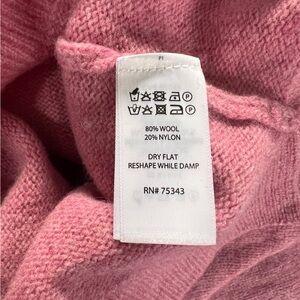 80% WOOL
20% NYLON
DRY FLAT
RESHAPE WHILE DAMP
RN# 75343